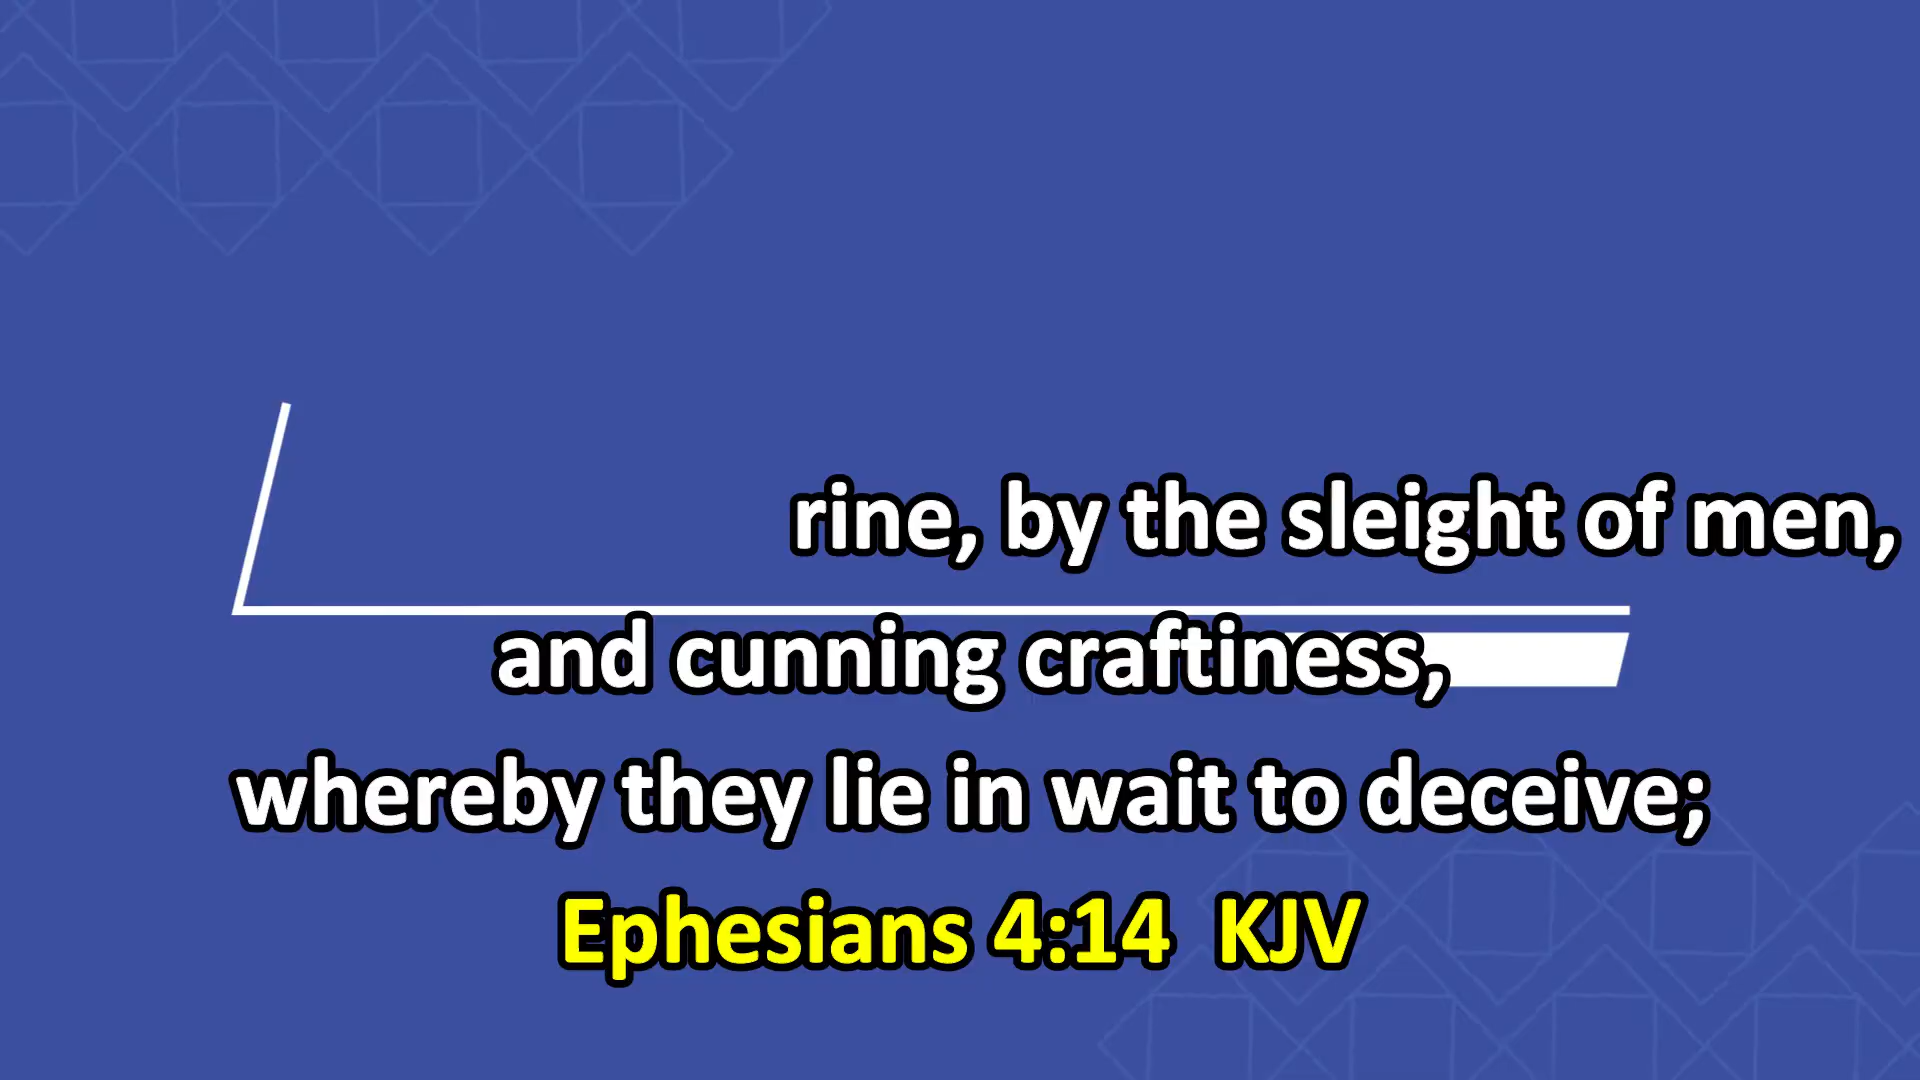 rine, by the sleight of men,
and cunning craftiness,
whereby they lie in wait to deceive;
Ephesians 4:14 KJV